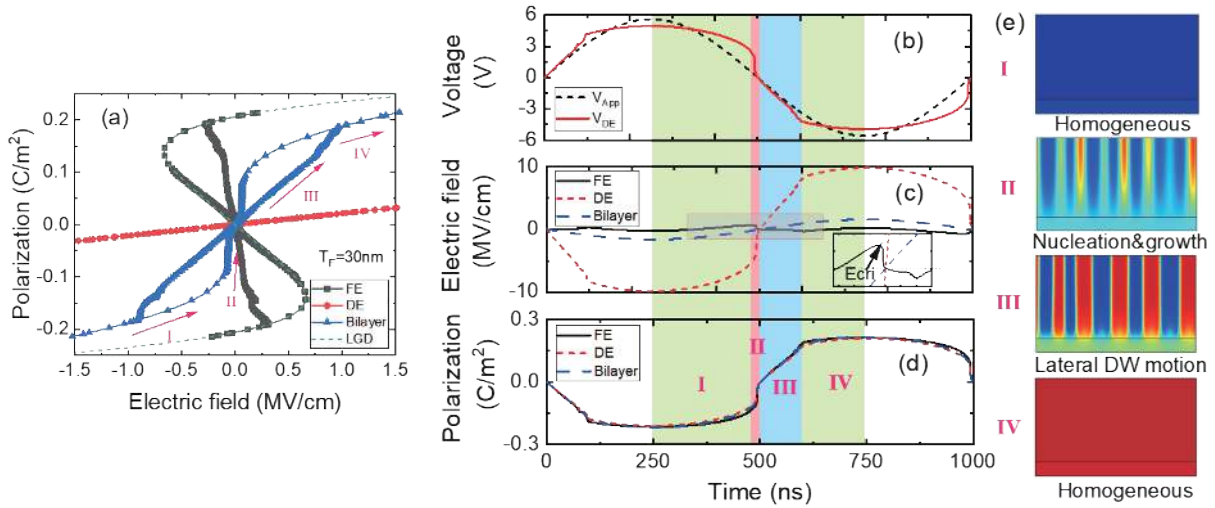 (a)
Polarization (C/m²)
0.2
0.1
0.0
-0.1
-0.2
IV
III
II
I
T_F=30nm
FE
DE
Bilayer
LGD
-1.5 -1.0 -0.5 0.0 0.5 1.0 1.5
Electric field (MV/cm)
(b)
Voltage
(V)
6
3
0
-3
-6
V_App
V_DE
(c)
Electric field
(MV/cm)
10
0
-10
FE
DE
Bilayer
Ecri
(d)
Polarization
(C/m²)
0.3
0.0
-0.3
FE
DE
Bilayer
I
II
III
IV
0 250 500 750 1000
Time (ns)
(e)
I
Homogeneous
II
Nucleation&growth
III
Lateral DW motion
IV
Homogeneous